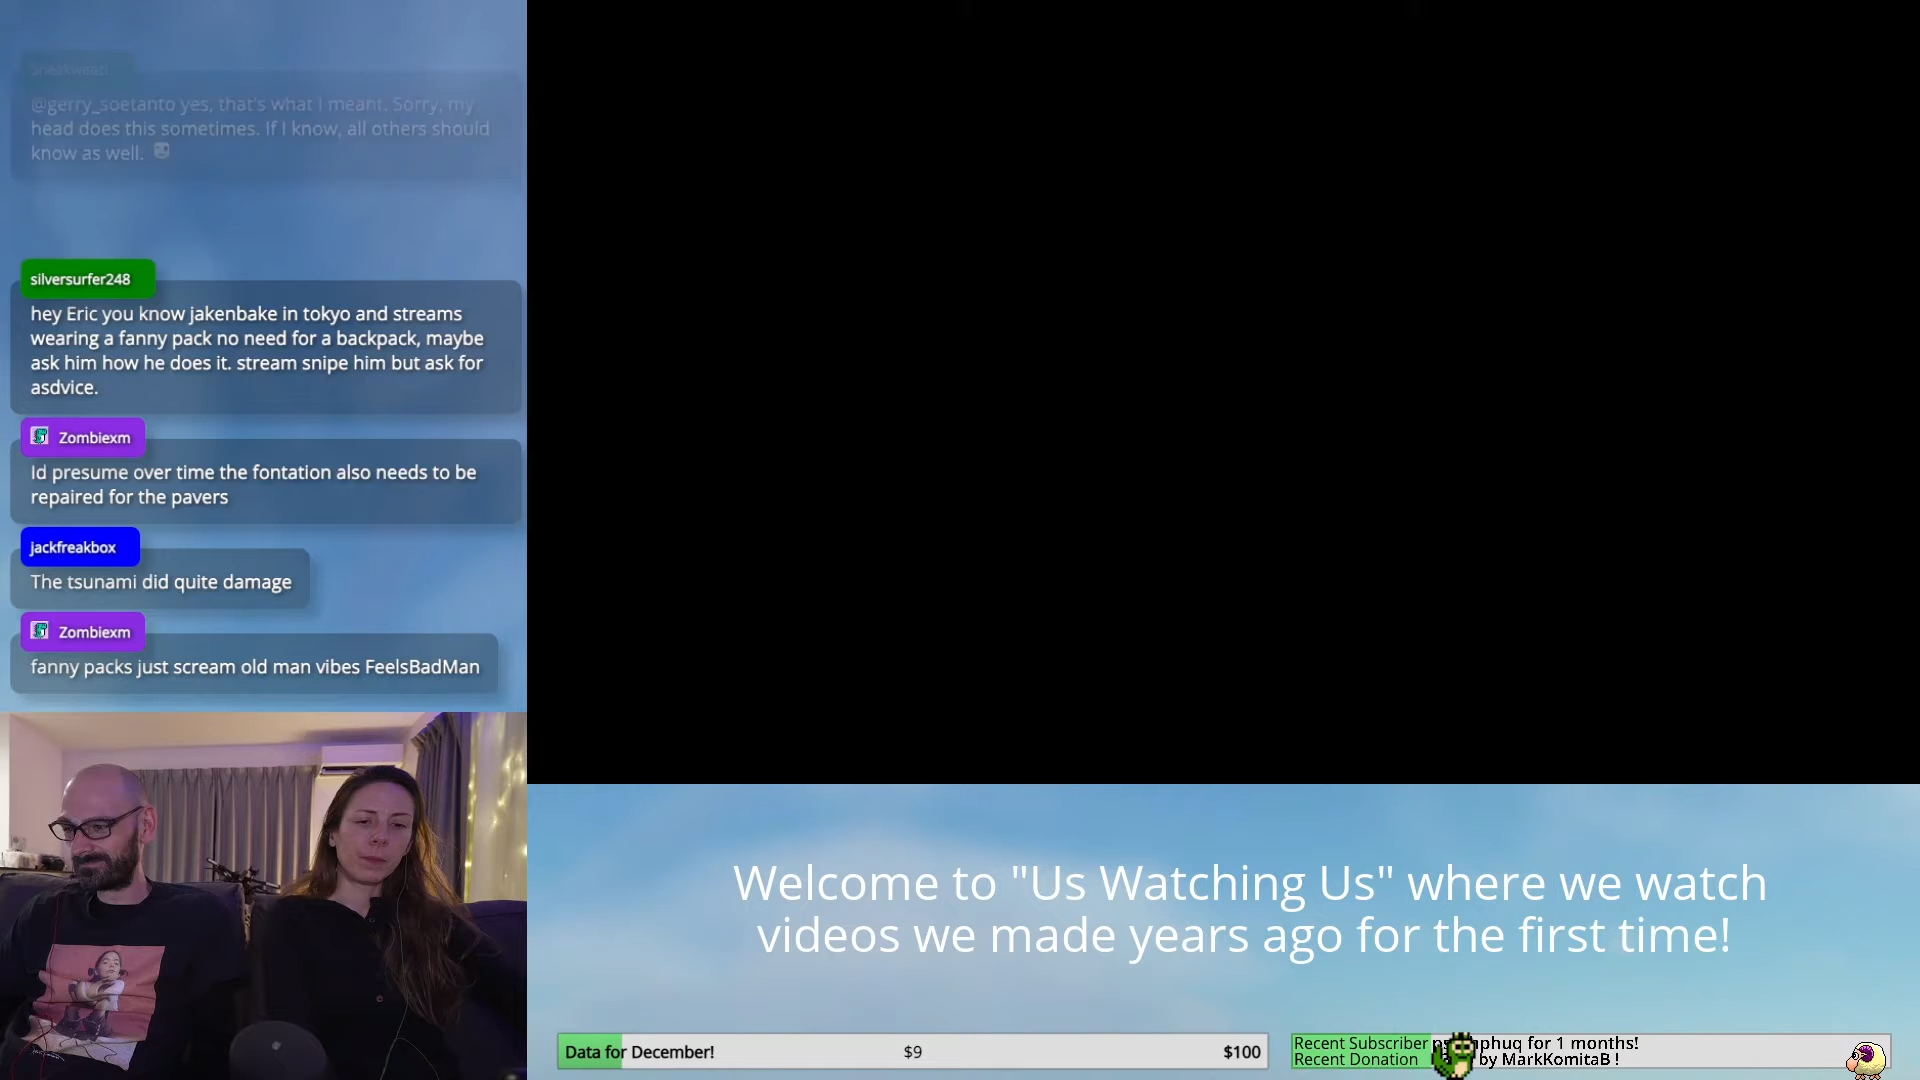 Sneakweazl
@gerry_soetanto yes, that's what I meant. Sorry, my
head does this sometimes. If I know, all others should
know as well.
silversurfer248
hey Eric you know jakenbake in tokyo and streams
wearing a fanny pack no need for a backpack, maybe
ask him how he does it. stream snipe him but ask for
asdvice.
Zombiexm
Id presume over time the fontation also needs to be
repaired for the pavers
jackfreakbox
The tsunami did quite damage
Zombiexm
fanny packs just scream old man vibes FeelsBadMan
Welcome to "Us Watching Us" where we watch
videos we made years ago for the first time!
Data for December! $9 $100
Recent Subscriber for 1 months!
Recent Donation by MarkKomitaB !